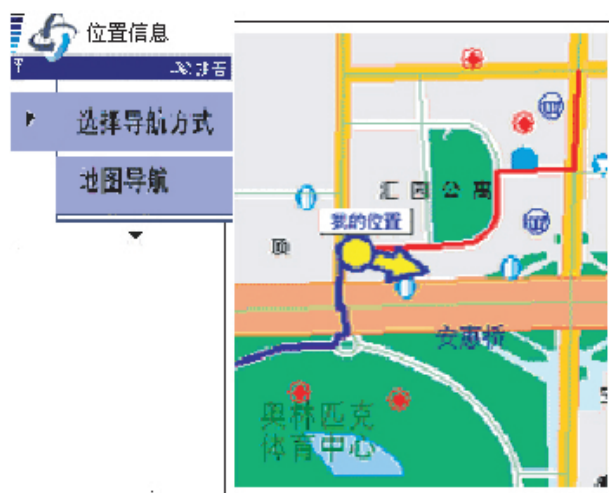 位置信息
选择导航方式
地图导航
汇园公寓
我的位置
安惠桥
奥林匹克
体育中心